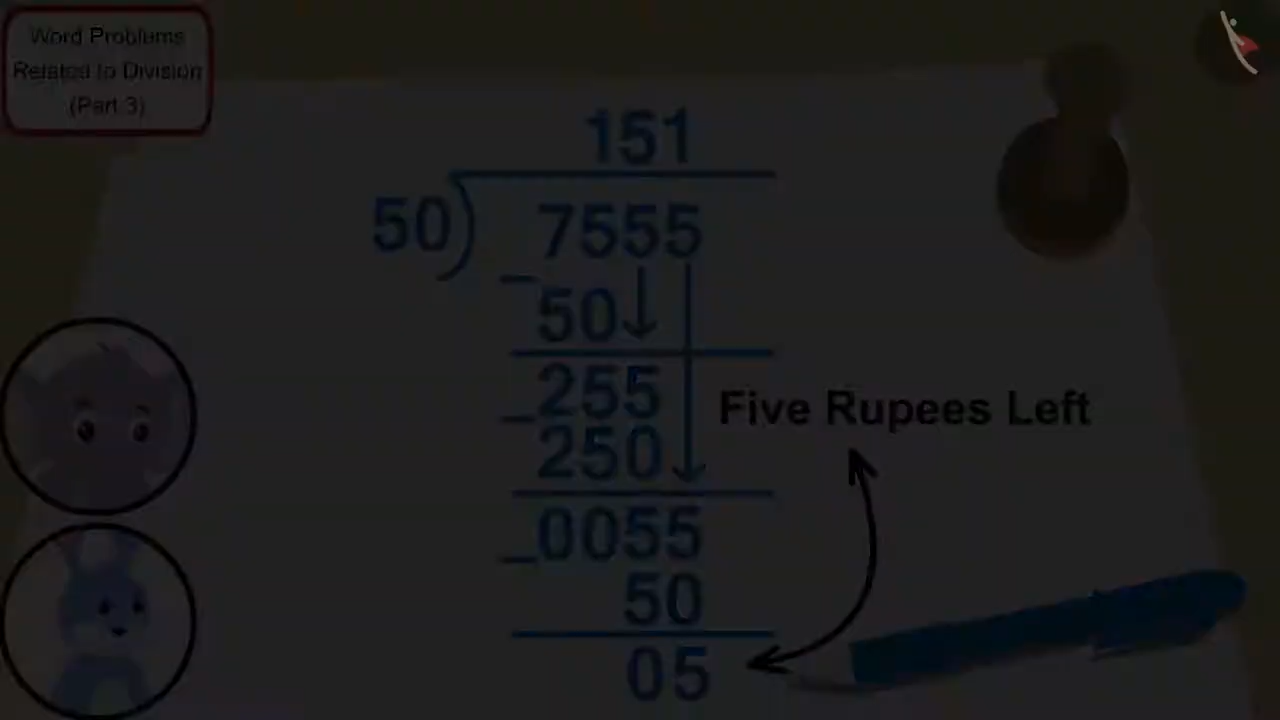 Word Problems
Related to Division
(Part 3)
151
50) 7555
_
50
255
_
250
Five Rupees Left
0055
_
50
05